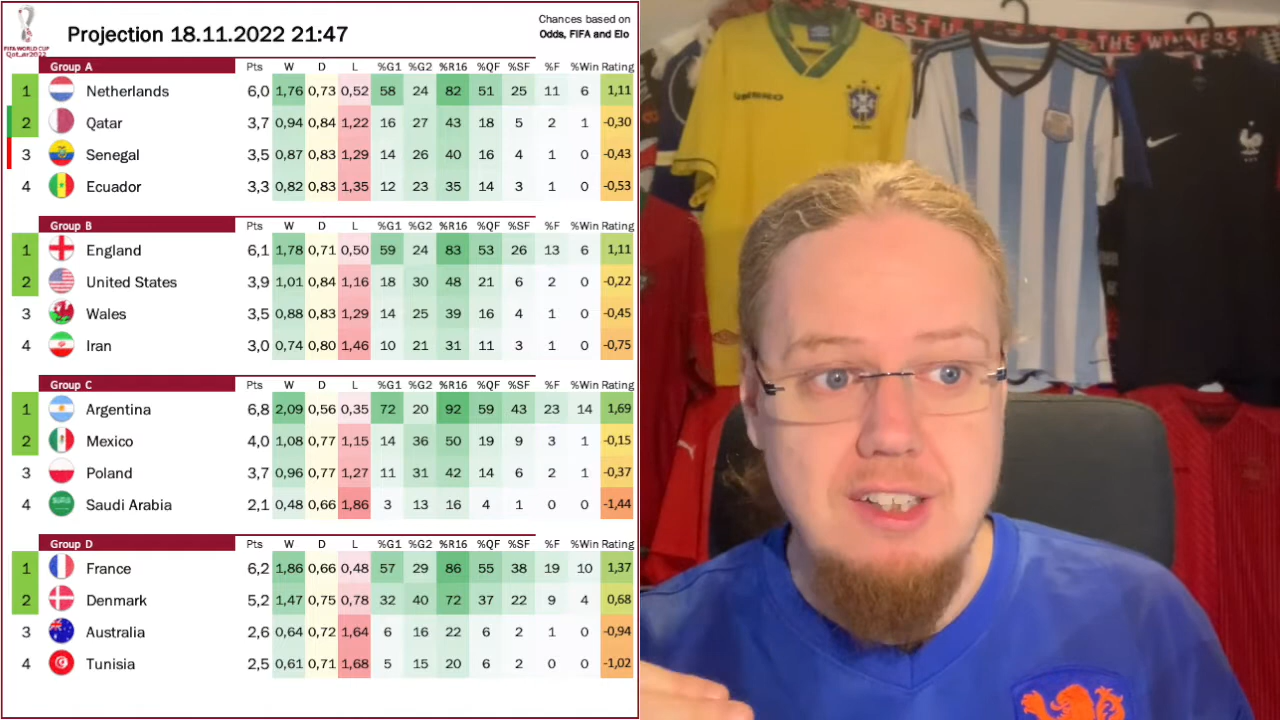 FIFA WORLD CUP
Qatar2022
Projection 18.11.2022 21:47
Chances based on
Odds, FIFA and Elo
Group A Pts W D L %G1 %G2 %R16 %QF %SF %F %Win Rating
1 Netherlands 6,0 1,76 0,73 0,52 58 24 82 51 25 11 6 1,11
2 Qatar 3,7 0,94 0,84 1,22 16 27 43 18 5 2 1 -0,30
3 Senegal 3,5 0,87 0,83 1,29 14 26 40 16 4 1 0 -0,43
4 Ecuador 3,3 0,82 0,83 1,35 12 23 35 14 3 1 0 -0,53
Group B Pts W D L %G1 %G2 %R16 %QF %SF %F %Win Rating
1 England 6,1 1,78 0,71 0,50 59 24 83 53 26 13 6 1,11
2 United States 3,9 1,01 0,84 1,16 18 30 48 21 6 2 0 -0,22
3 Wales 3,5 0,88 0,83 1,29 14 25 39 16 4 1 0 -0,45
4 Iran 3,0 0,74 0,80 1,46 10 21 31 11 3 1 0 -0,75
Group C Pts W D L %G1 %G2 %R16 %QF %SF %F %Win Rating
1 Argentina 6,8 2,09 0,56 0,35 72 20 92 59 43 23 14 1,69
2 Mexico 4,0 1,08 0,77 1,15 14 36 50 19 9 3 1 -0,15
3 Poland 3,7 0,96 0,77 1,27 11 31 42 14 6 2 1 -0,37
4 Saudi Arabia 2,1 0,48 0,66 1,86 3 13 16 4 1 0 0 -1,44
Group D Pts W D L %G1 %G2 %R16 %QF %SF %F %Win Rating
1 France 6,2 1,86 0,66 0,48 57 29 86 55 38 19 10 1,37
2 Denmark 5,2 1,47 0,75 0,78 32 40 72 37 22 9 4 0,68
3 Australia 2,6 0,64 0,72 1,64 6 16 22 6 2 1 0 -0,94
4 Tunisia 2,5 0,61 0,71 1,68 5 15 20 6 2 0 0 -1,02
THE BEST
THE WINNERS
umbro